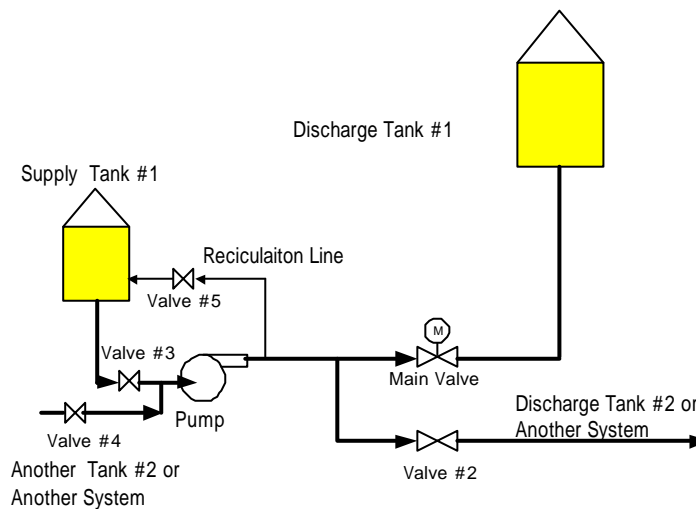 Discharge Tank #1
Supply Tank #1
Reciculaiton Line
Valve #5
M
Valve #3
Main Valve
Pump
Discharge Tank #2 or
Another System
Valve #4
Valve #2
Another Tank #2 or
Another System